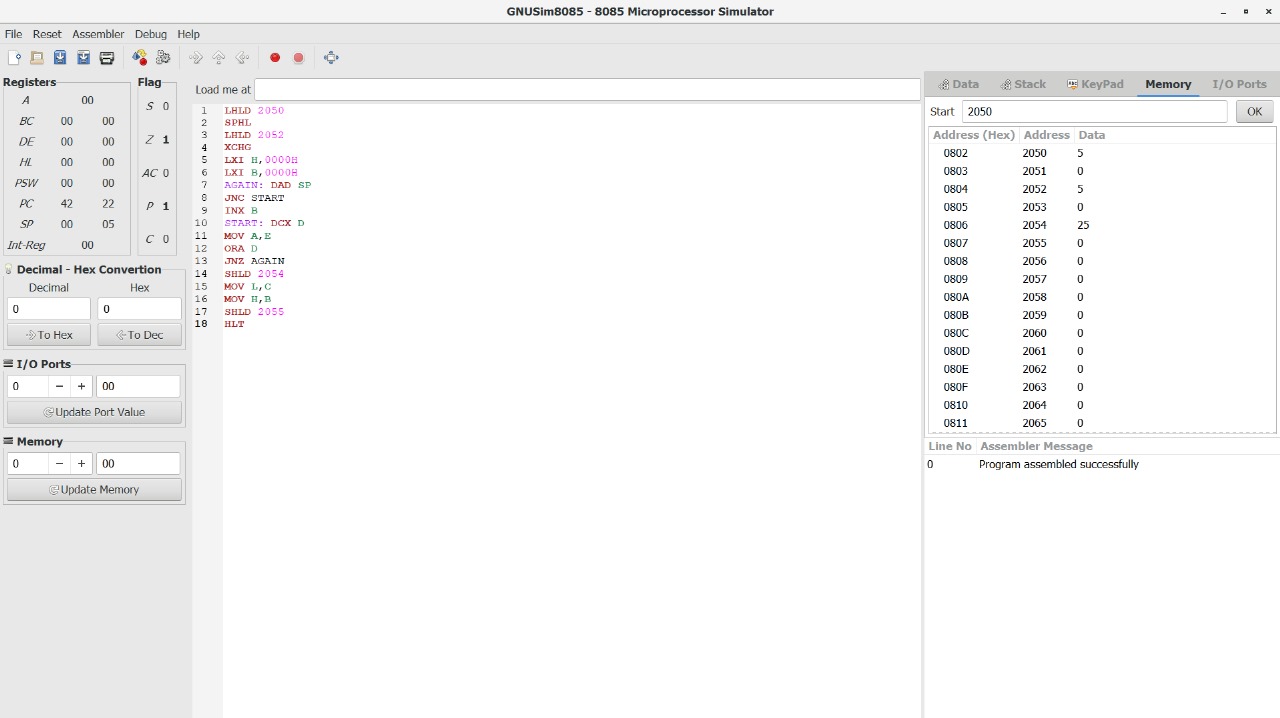 GNUSim8085 - 8085 Microprocessor Simulator
File Reset Assembler Debug Help
Registers
A 00
BC 00 00
DE 00 00
HL 00 00
PSW 00 00
PC 42 22
SP 00 05
Int-Reg 00
Flag
S 0
Z 1
AC 0
P 1
C 0
Decimal - Hex Convertion
Decimal Hex
0 0
To Hex To Dec
I/O Ports
0 − + 00
Update Port Value
Memory
0 − + 00
Update Memory
Load me at
1 LHLD 2050
2 SPHL
3 LHLD 2052
4 XCHG
5 LXI H,0000H
6 LXI B,0000H
7 AGAIN: DAD SP
8 JNC START
9 INX B
10 START: DCX D
11 MOV A,E
12 ORA D
13 JNZ AGAIN
14 SHLD 2054
15 MOV L,C
16 MOV H,B
17 SHLD 2055
18 HLT
Data Stack KeyPad Memory I/O Ports
Start 2050 OK
Address (Hex) Address Data
0802 2050 5
0803 2051 0
0804 2052 5
0805 2053 0
0806 2054 25
0807 2055 0
0808 2056 0
0809 2057 0
080A 2058 0
080B 2059 0
080C 2060 0
080D 2061 0
080E 2062 0
080F 2063 0
0810 2064 0
0811 2065 0
Line No Assembler Message
0 Program assembled successfully